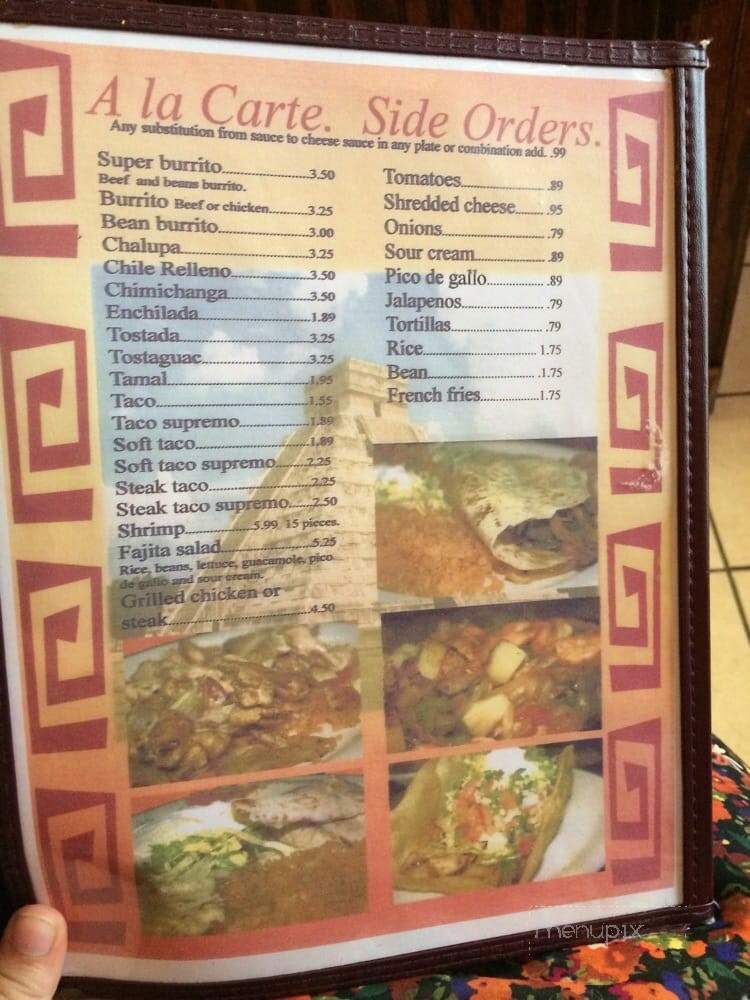 A la Carte. Side Orders.
Any substitution from sauce to cheese sauce in any plate or combination add. .99
Super burrito..........3.50
Beef and beans burrito.
Burrito Beef or chicken..........3.25
Bean burrito..........3.00
Chalupa..........3.25
Chile Relleno..........3.50
Chimichanga..........3.50
Enchilada..........1.89
Tostada..........3.25
Tostaguac..........3.25
Tamal..........1.95
Taco..........1.55
Taco supremo..........1.89
Soft taco..........1.89
Soft taco supremo..........2.25
Steak taco..........2.25
Steak taco supremo..........2.50
Shrimp..........5.99 15 pieces.
Fajita salad..........5.25
Rice, beans, lettuce, guacamole, pico
de gallo and sour cream.
Grilled chicken or
steak..........4.50
Tomatoes..........89
Shredded cheese..........95
Onions..........79
Sour cream..........89
Pico de gallo..........89
Jalapenos..........79
Tortillas..........79
Rice..........1.75
Bean..........1.75
French fries..........1.75
menupix